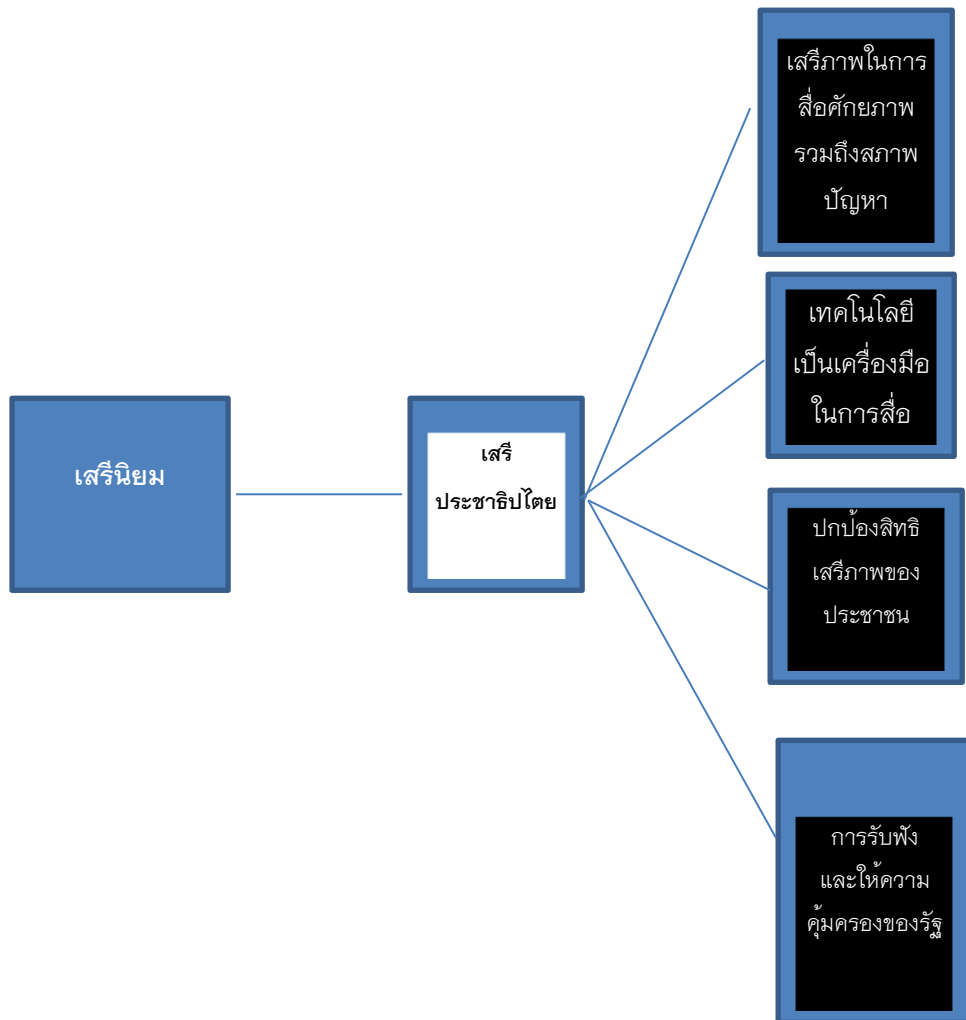 เสรีภาพในการ
สื่อศักยภาพ
รวมถึงสภาพ
ปัญหา
เทคโนโลยี
เป็นเครื่องมือ
ในการสื่อ
เสรีนิยม
เสรี
ประชาธิปไตย
ปกป้องสิทธิ
เสรีภาพของ
ประชาชน
การรับฟัง
และให้ความ
คุ้มครองของรัฐ